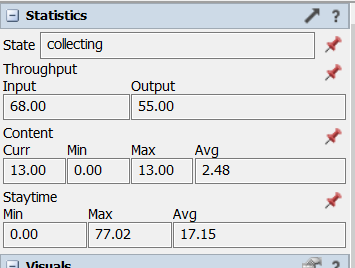 Statistics ?
State collecting
Throughput
Input Output
68.00 55.00
Content
Curr Min Max Avg
13.00 0.00 13.00 2.48
Staytime
Min Max Avg
0.00 77.02 17.15
Visuals ?